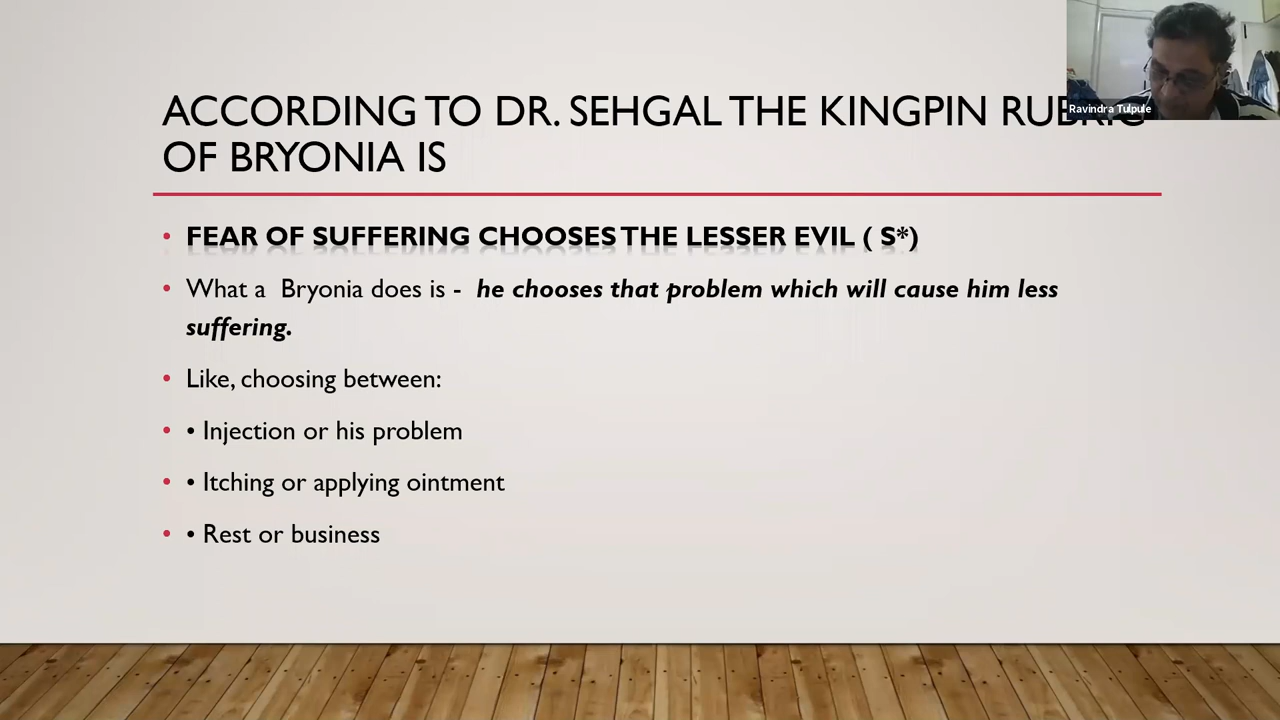 ACCORDING TO DR. SEHGAL THE KINGPIN RUBRIC
OF BRYONIA IS
• FEAR OF SUFFERING CHOOSES THE LESSER EVIL ( S*)
• What a Bryonia does is - he chooses that problem which will cause him less
suffering.
• Like, choosing between:
• • Injection or his problem
• • Itching or applying ointment
• • Rest or business
Ravindra Tulpule